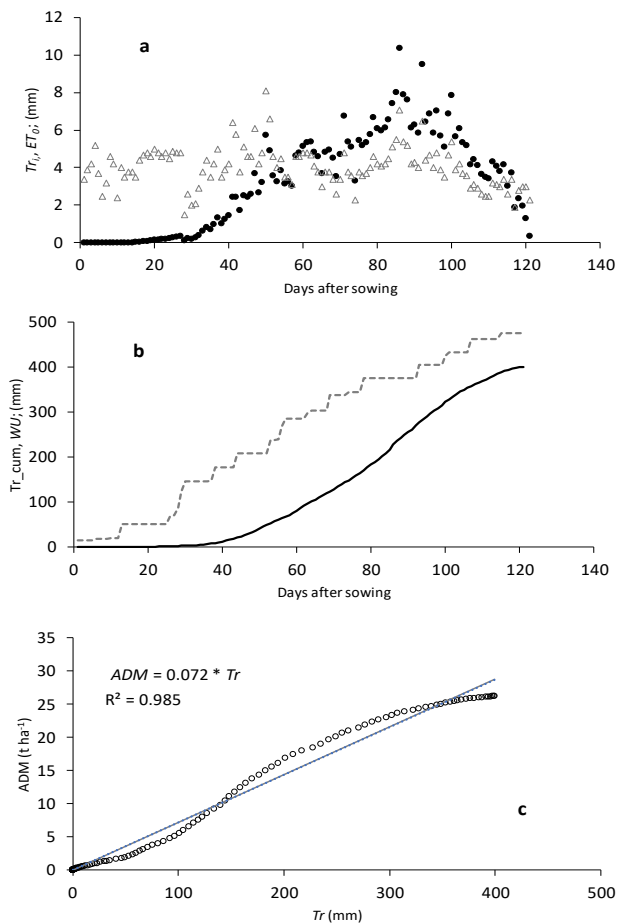 a
Tr_i, ET_0; (mm)
12
10
8
6
4
2
0
0 20 40 60 80 100 120 140
Days after sowing
b
Tr_cum, WU; (mm)
500
400
300
200
100
0
0 20 40 60 80 100 120 140
Days after sowing
ADM = 0.072 * Tr
R² = 0.985
c
ADM (t ha⁻¹)
35
30
25
20
15
10
5
0
0 100 200 300 400 500
Tr (mm)